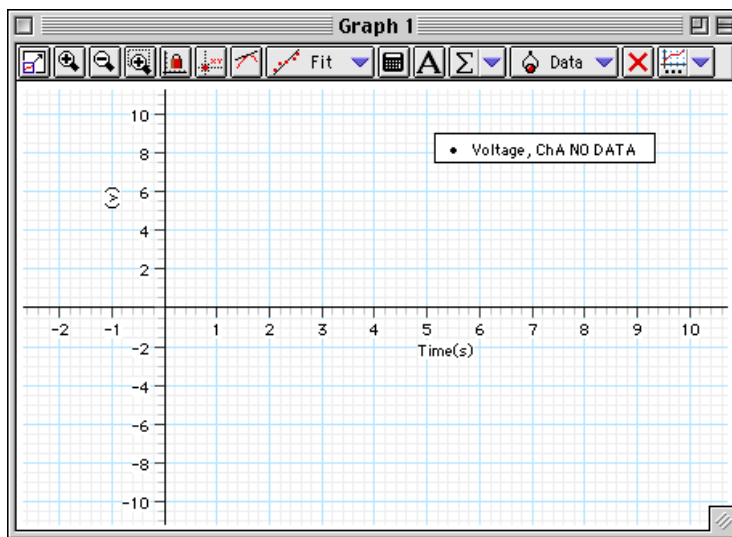 Graph 1
xy
Fit
A
Σ
Data
10
8
6
4
2
(V)
Voltage, ChA NO DATA
-2 -1 1 2 3 4 5 6 7 8 9 10
Time(s)
-2
-4
-6
-8
-10